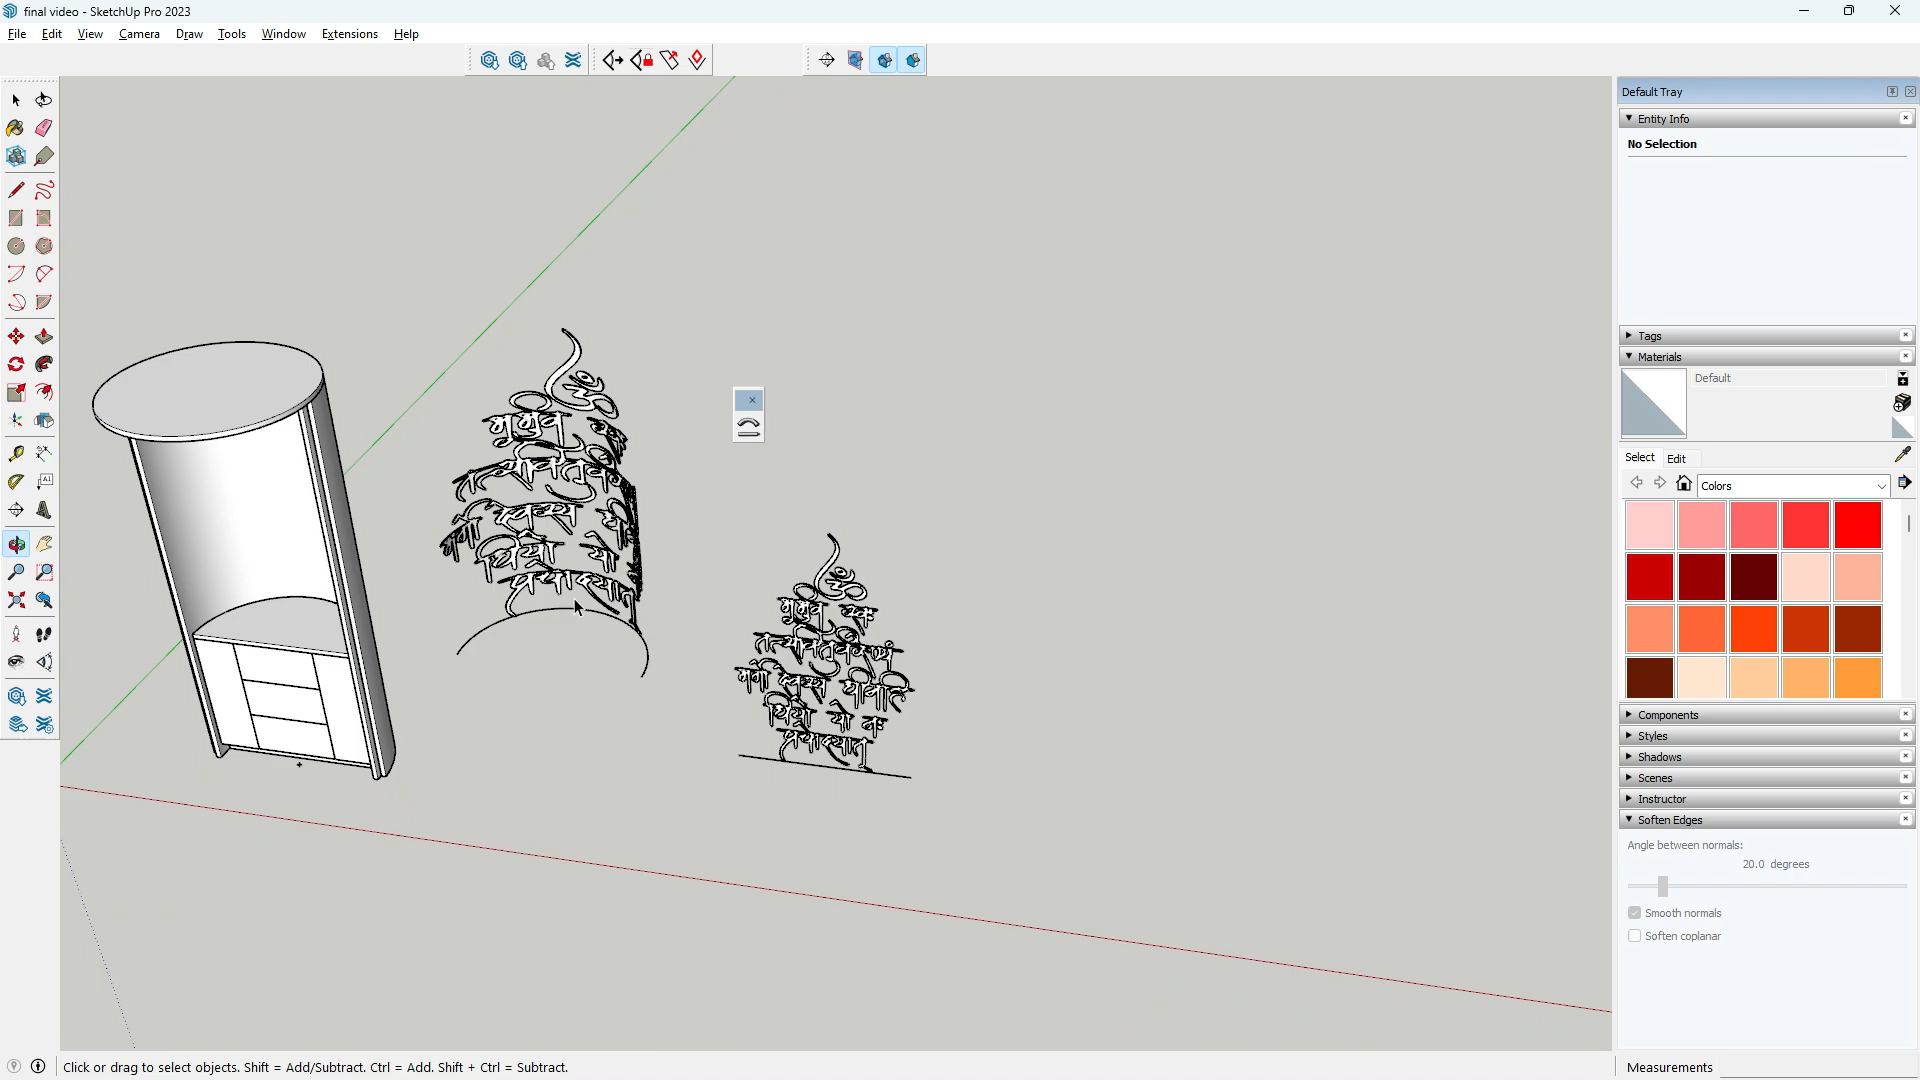 final video - SketchUp Pro 2023
File Edit View Camera Draw Tools Window Extensions Help
Default Tray
Entity Info
No Selection
Tags
Materials
Default
Select Edit
Colors
Components
Styles
Shadows
Scenes
Instructor
Soften Edges
Angle between normals:
20.0 degrees
Smooth normals
Soften coplanar
ॐ
यो
ॐ
यो
Click or drag to select objects. Shift = Add/Subtract. Ctrl = Add. Shift + Ctrl = Subtract.
Measurements